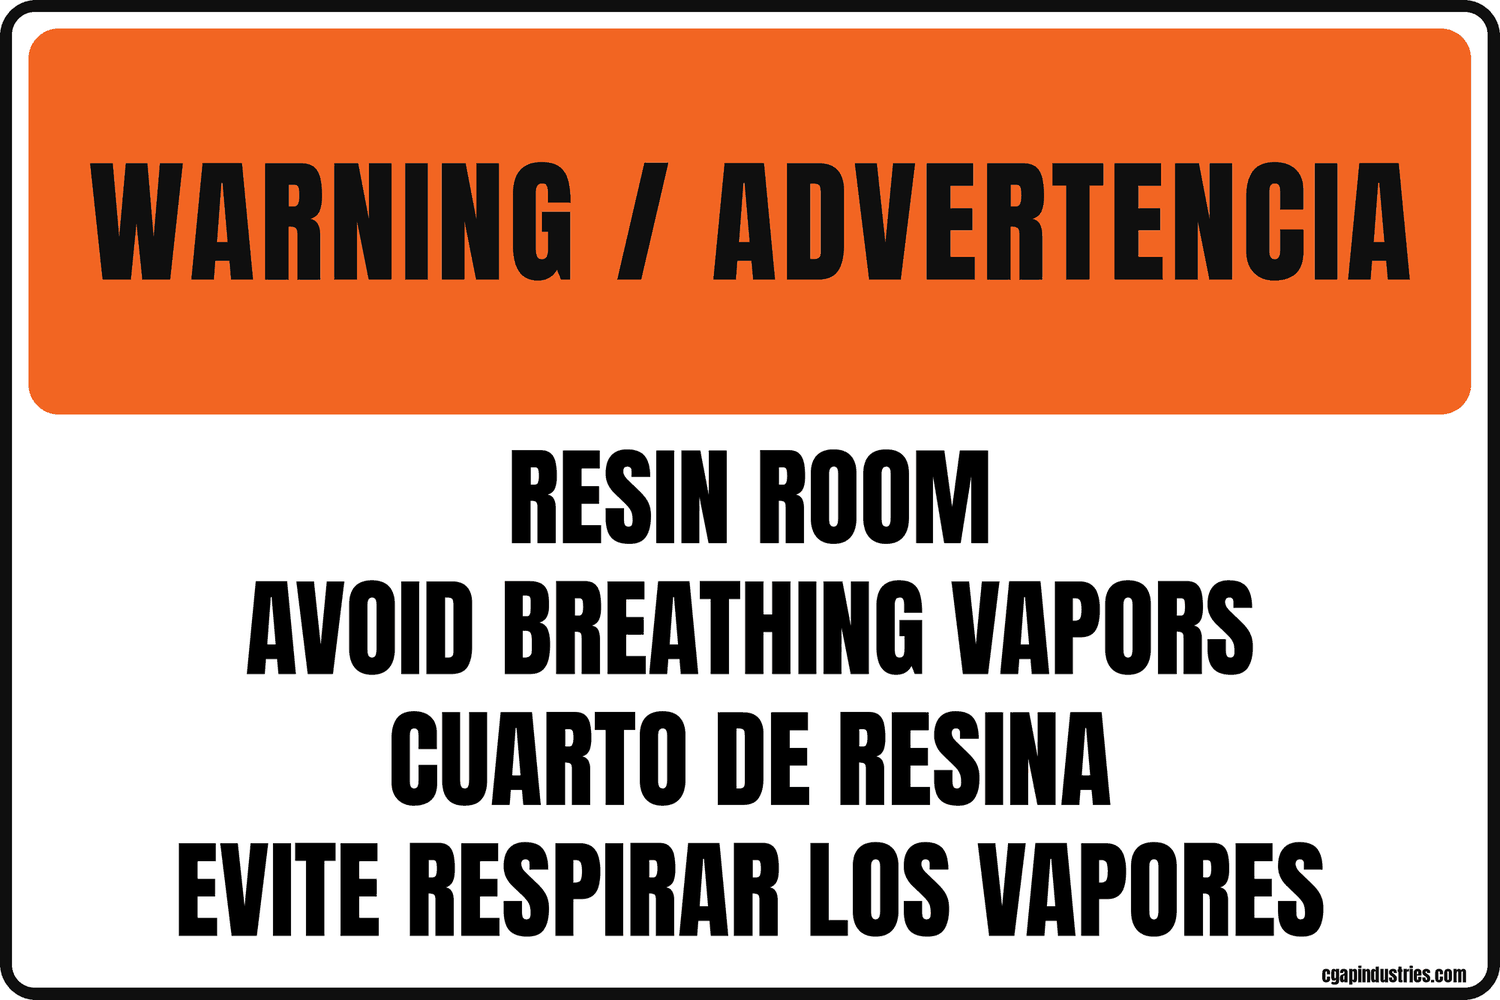 WARNING / ADVERTENCIA
RESIN ROOM
AVOID BREATHING VAPORS
CUARTO DE RESINA
EVITE RESPIRAR LOS VAPORES
cgapindustries.com